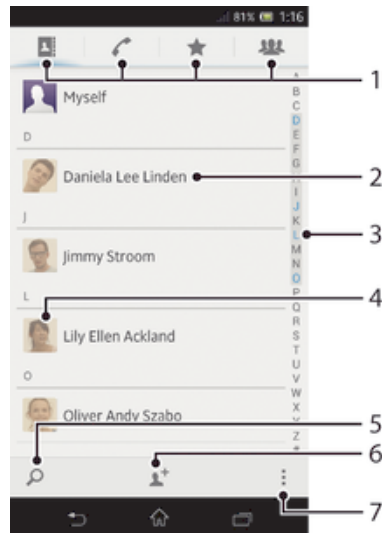 81% 1:16
1
Myself
A
B
C
D
D
E
F
G
Daniela Lee Linden
2
I
J
J
K
L
3
M
Jimmy Stroom
N
O
L
P
4
Q
R
Lily Ellen Ackland
S
T
U
O
V
W
Oliver Andy Szabo
X
Y
5
Z
#
6
7